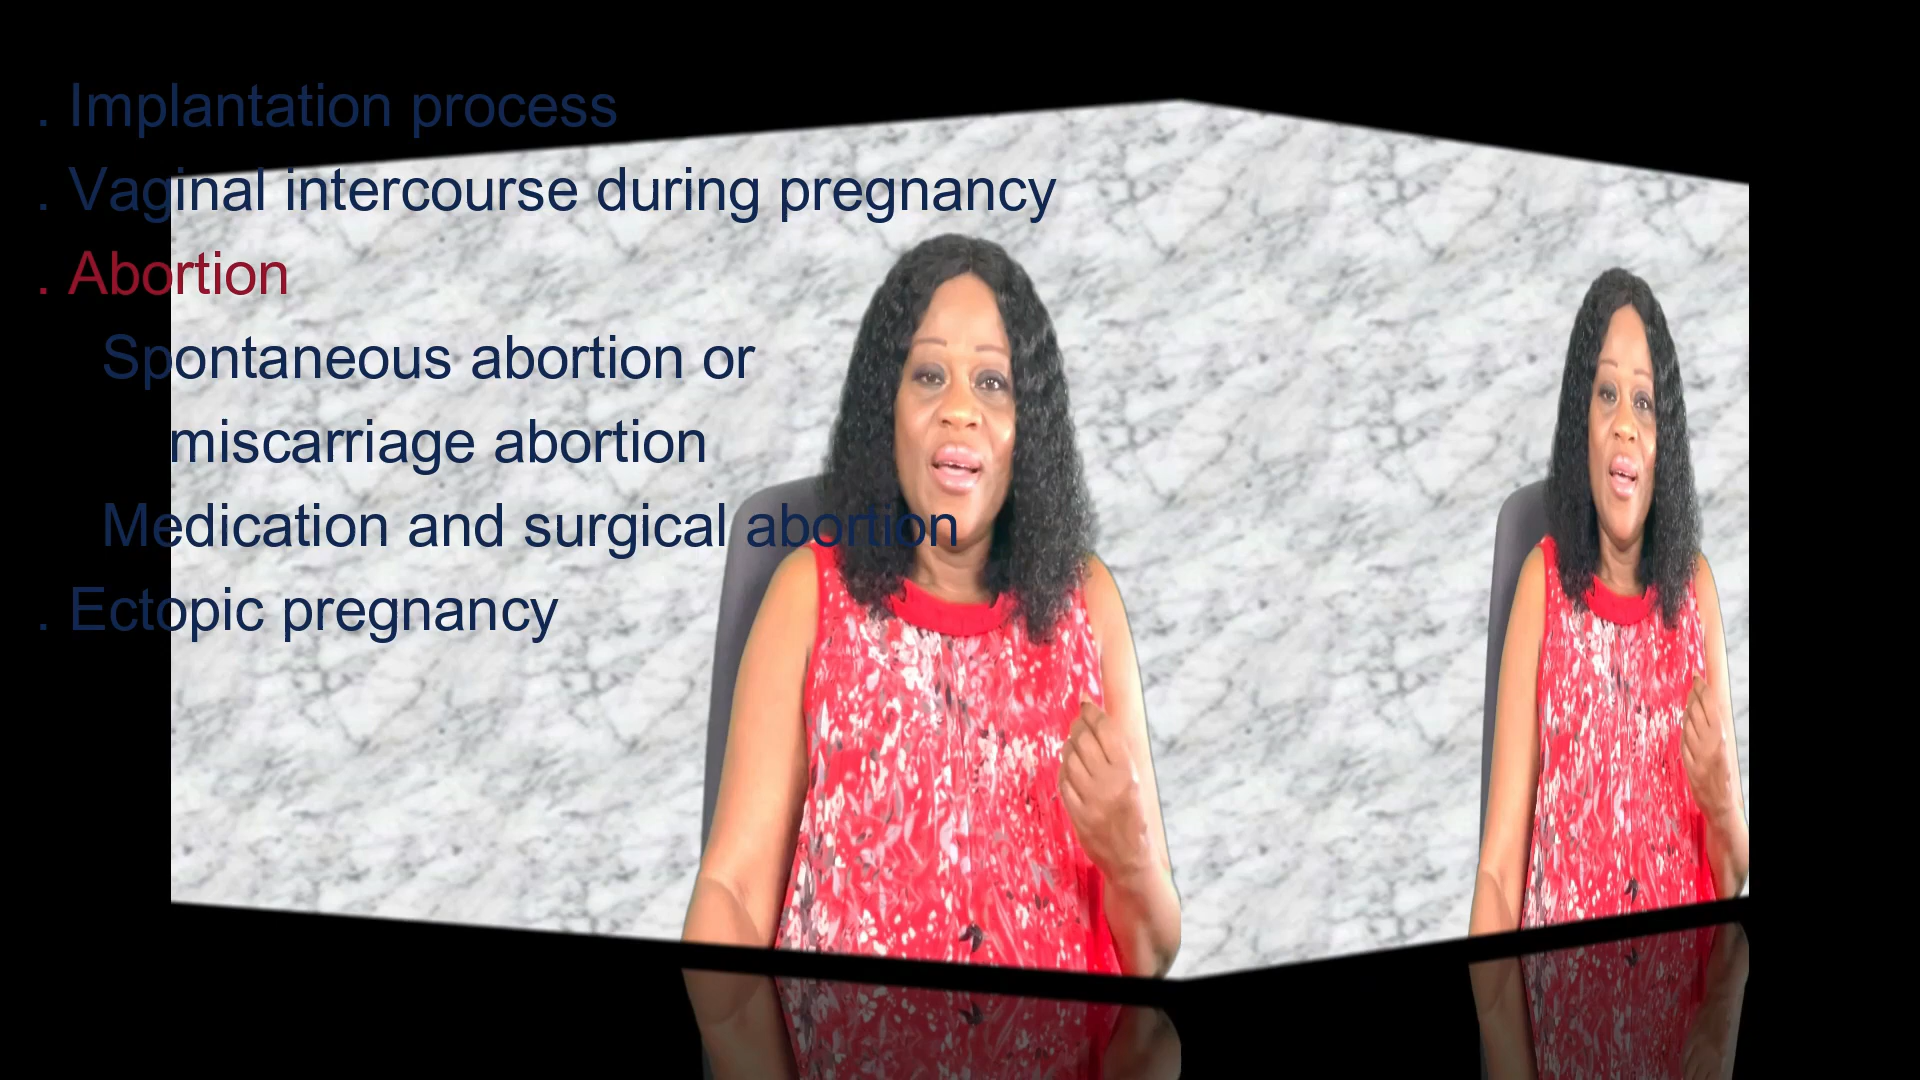 . Implantation process
. Vaginal intercourse during pregnancy
. Abortion
Spontaneous abortion or
miscarriage abortion
Medication and surgical abortion
. Ectopic pregnancy